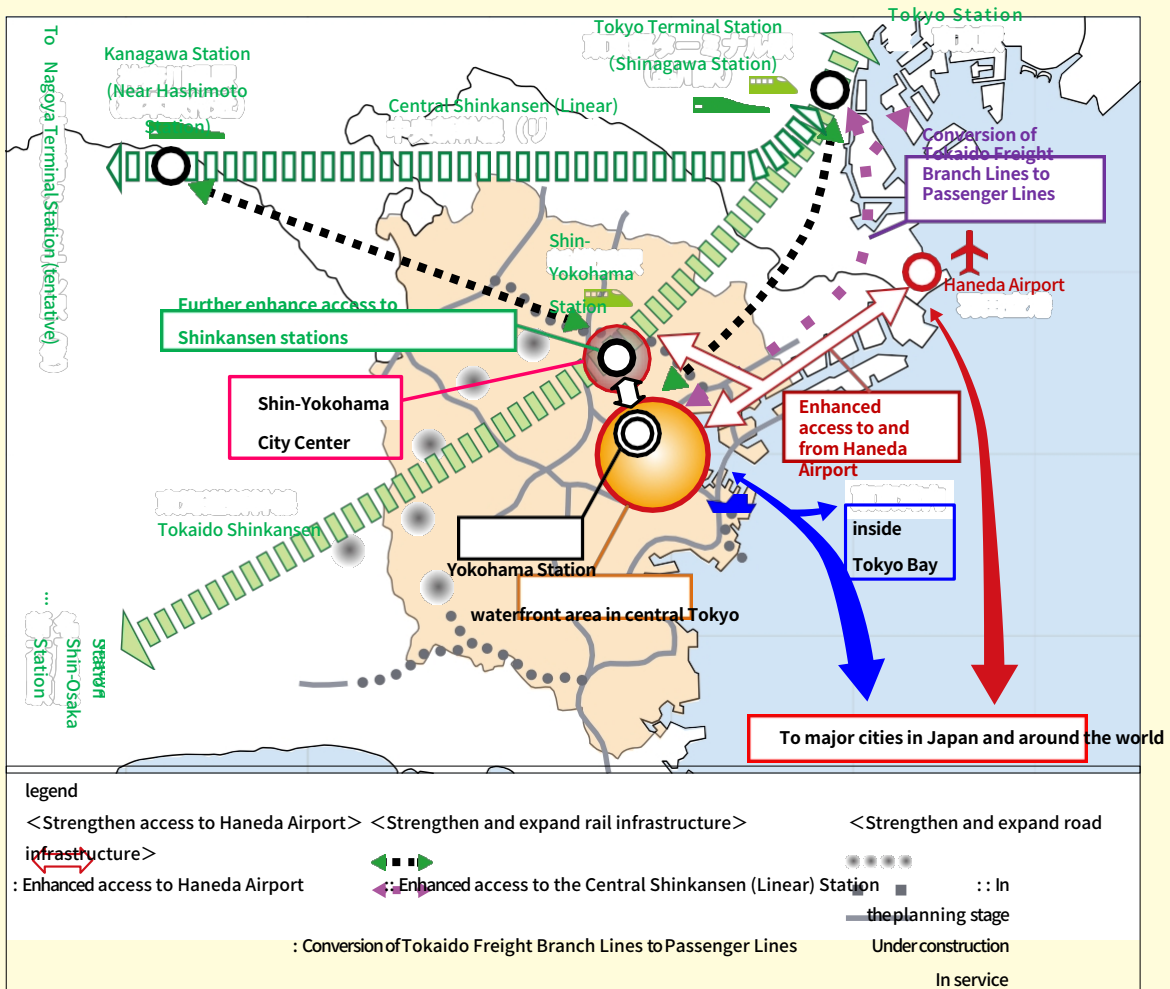 Tokyo Station
Tokyo Terminal Station
(Shinagawa Station)
Kanagawa Station
(Near Hashimoto
Station)
Central Shinkansen (Linear)
To Nagoya Terminal Station (tentative)
Conversion of
Tokaido Freight
Branch Lines to
Passenger Lines
Shin-
Yokohama
Station
Haneda Airport
Further enhance access to
Shinkansen stations
Shin-Yokohama
City Center
Enhanced
access to and
from Haneda
Airport
Tokaido Shinkansen
inside
Tokyo Bay
Yokohama Station
waterfront area in central Tokyo
...
Station
Shin-Osaka
Station
To major cities in Japan and around the world
legend
<Strengthen access to Haneda Airport> <Strengthen and expand rail infrastructure> <Strengthen and expand road
infrastructure>
: Enhanced access to Haneda Airport :: Enhanced access to the Central Shinkansen (Linear) Station : : In
the planning stage
: Conversion of Tokaido Freight Branch Lines to Passenger Lines Under construction
In service